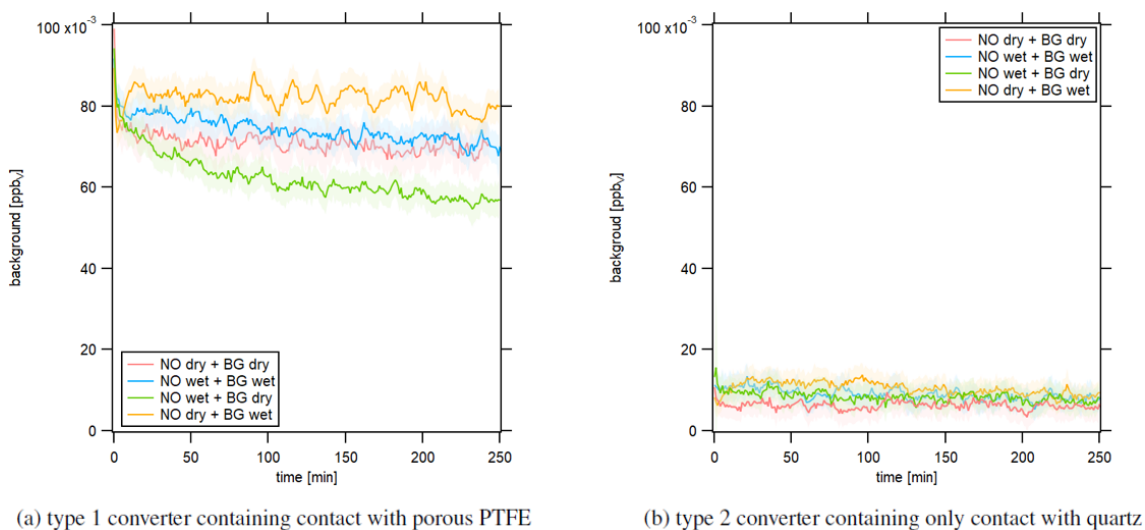 100 x10⁻³
80
60
40
20
0
background [ppbᵥ]
0
50
100
150
200
250
time [min]
NO dry + BG dry
NO wet + BG wet
NO wet + BG dry
NO dry + BG wet
(a) type 1 converter containing contact with porous PTFE
100 x10⁻³
80
60
40
20
0
backgroud [ppbᵥ]
0
50
100
150
200
250
time [min]
NO dry + BG dry
NO wet + BG wet
NO wet + BG dry
NO dry + BG wet
(b) type 2 converter containing only contact with quartz